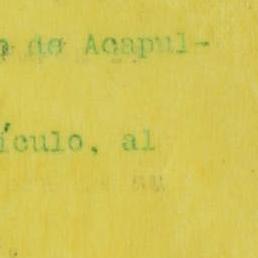 de Acapul-
ículo, al